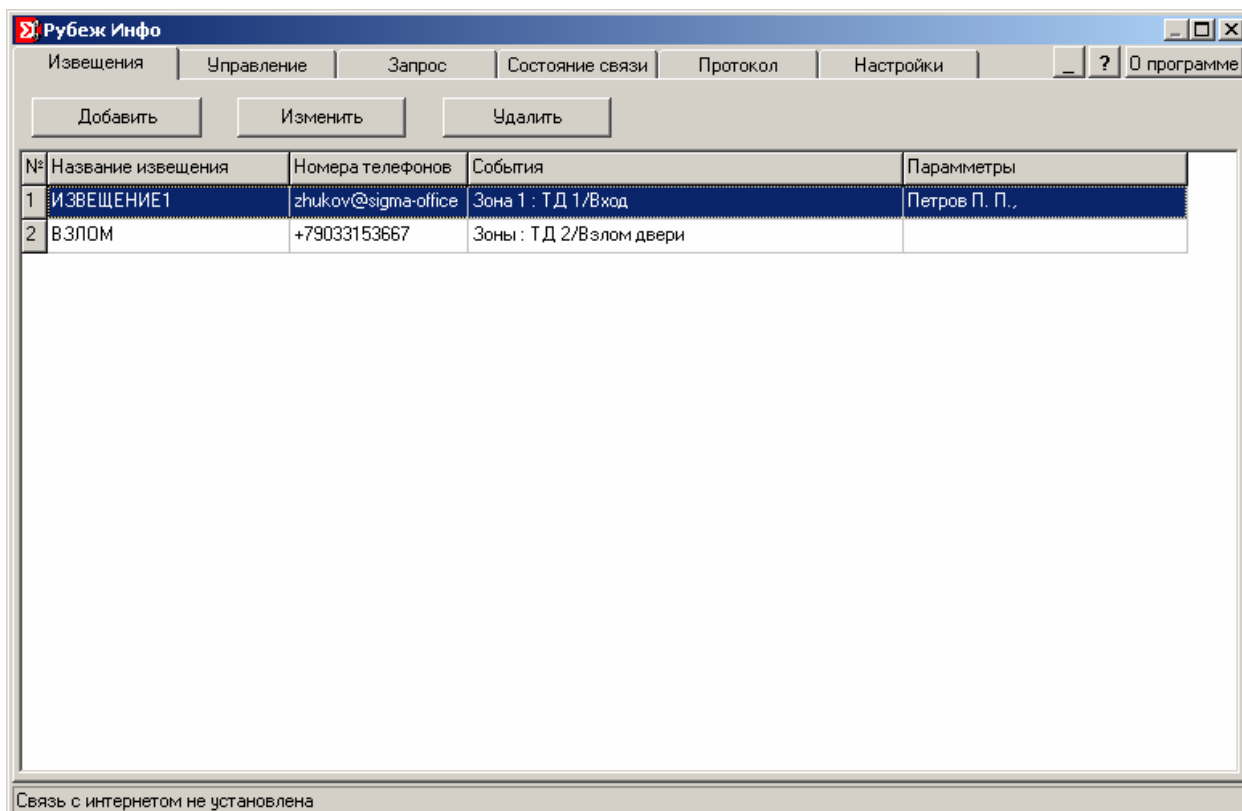 Рубеж Инфо
Извещения Управление Запрос Состояние связи Протокол Настройки _ ? О программе
Добавить Изменить Удалить
№ Название извещения Номера телефонов События Парамметры
1 ИЗВЕЩЕНИЕ1 zhukov@sigma-office Зона 1 : ТД 1/Вход Петров П. П.,
2 ВЗЛОМ +79033153667 Зоны : ТД 2/Взлом двери
Связь с интернетом не установлена